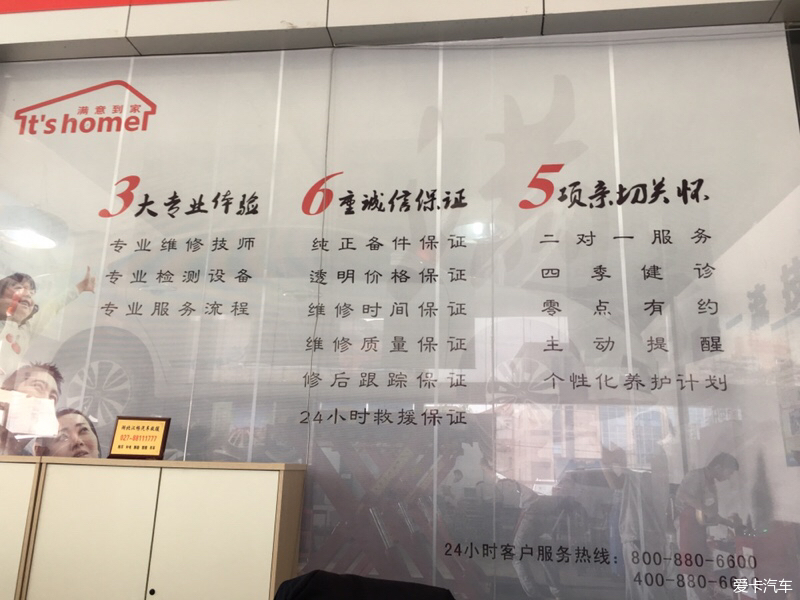 满意到家
It's home!
3大专业体验
专业维修技师
专业检测设备
专业服务流程
6重诚信保证
纯正备件保证
透明价格保证
维修时间保证
维修质量保证
修后跟踪保证
24小时救援保证
5项亲切关怀
二对一服务
四季健诊
零点有约
主动提醒
个性化养护计划
027-88111777
24小时客户服务热线：800-880-6600
400-880-66
爱卡汽车